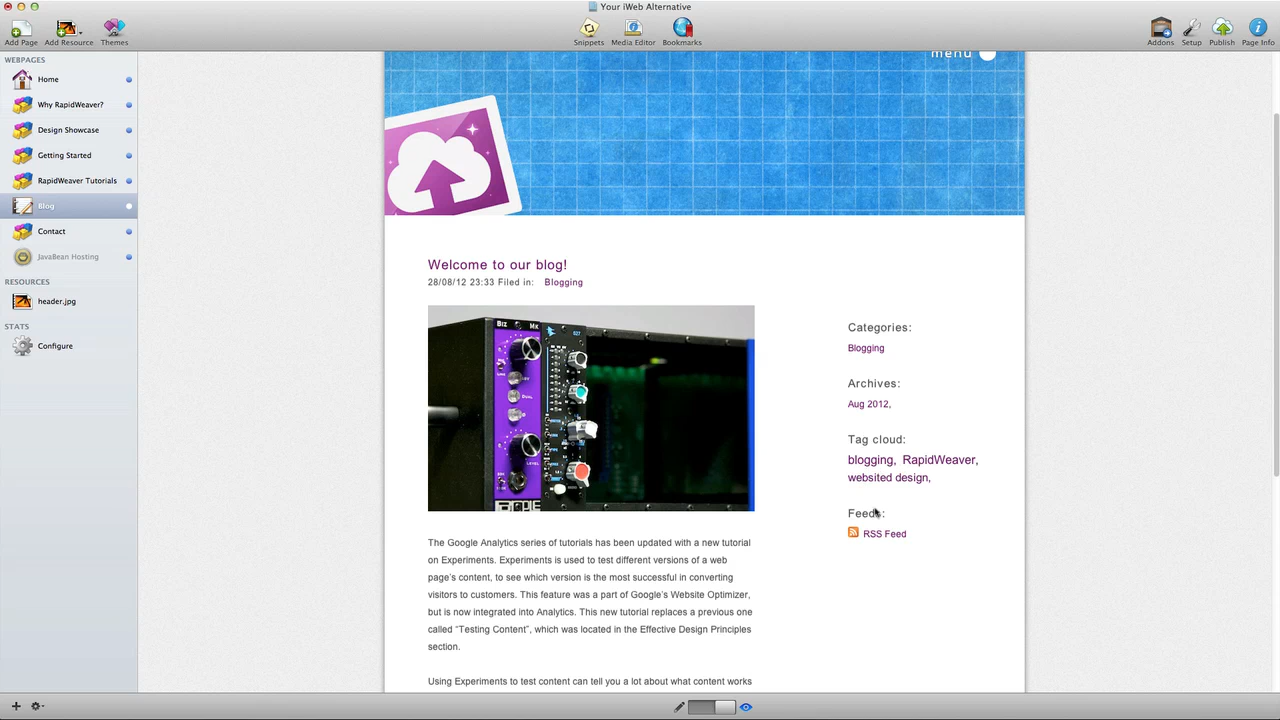 Your iWeb Alternative
Add Page
Add Resource
Themes
Snippets
Media Editor
Bookmarks
Addons
Setup
Publish
Page Info
WEBPAGES
Home
Why RapidWeaver?
Design Showcase
Getting Started
RapidWeaver Tutorials
Blog
Contact
JavaBean Hosting
RESOURCES
header.jpg
STATS
Configure
menu
Welcome to our blog!
28/08/12 23:33 Filed in: Blogging
Biz MK
LEVEL
The Google Analytics series of tutorials has been updated with a new tutorial
on Experiments. Experiments is used to test different versions of a web
page's content, to see which version is the most successful in converting
visitors to customers. This feature was a part of Google's Website Optimizer,
but is now integrated into Analytics. This new tutorial replaces a previous one
called "Testing Content", which was located in the Effective Design Principles
section.
Using Experiments to test content can tell you a lot about what content works
Categories:
Blogging
Archives:
Aug 2012,
Tag cloud:
blogging, RapidWeaver,
websited design,
Feeds:
RSS Feed